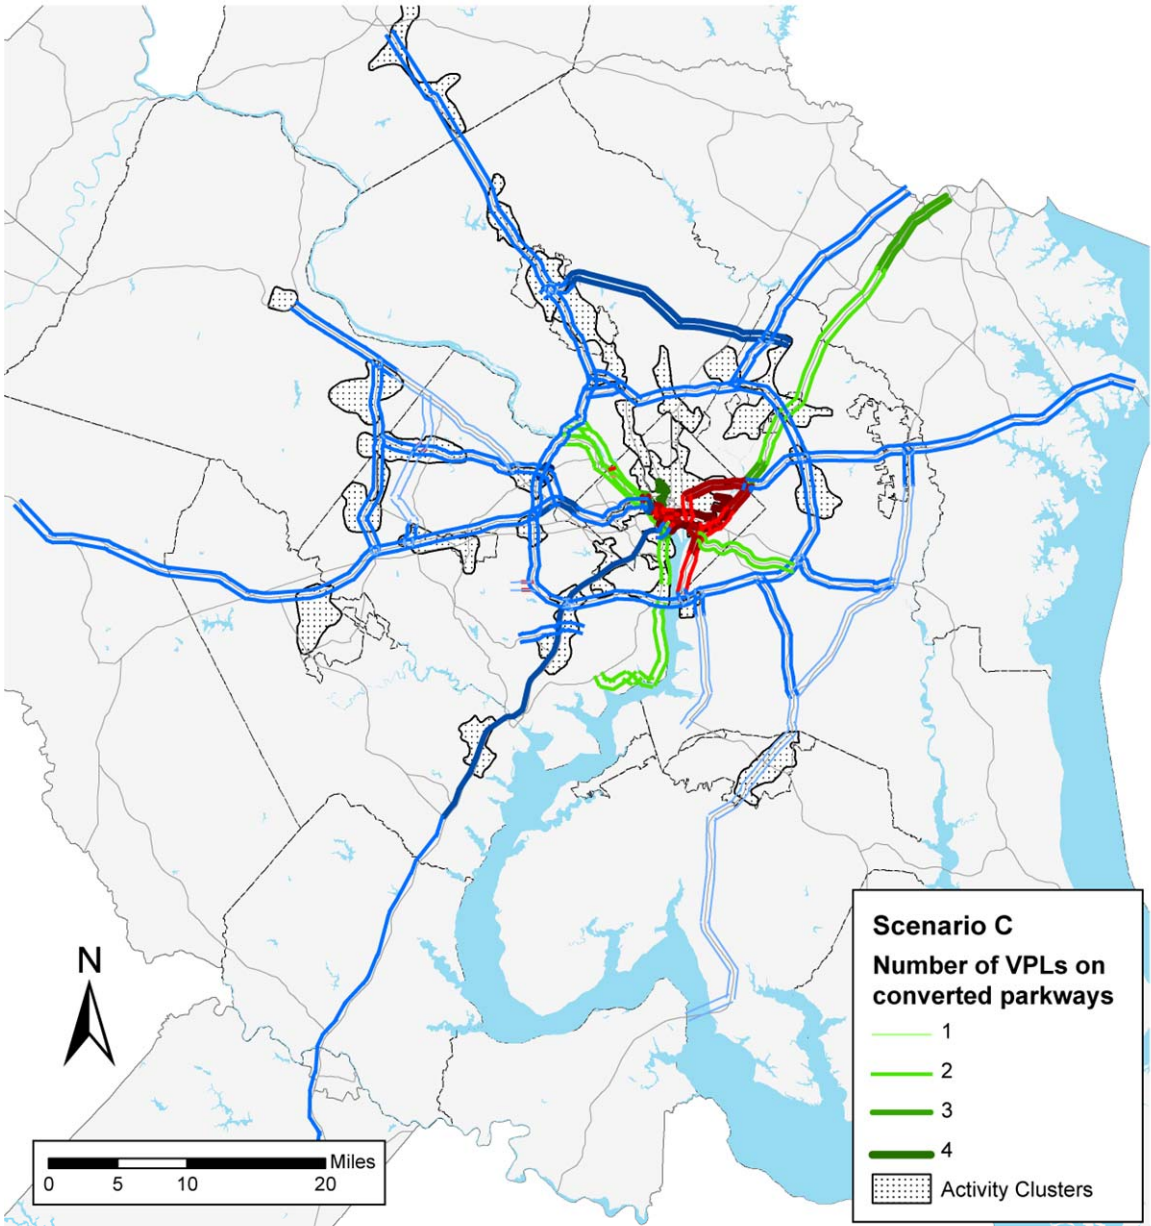 Scenario C
Number of VPLs on
converted parkways
1
2
3
4
Activity Clusters
N
Miles
0 5 10 20